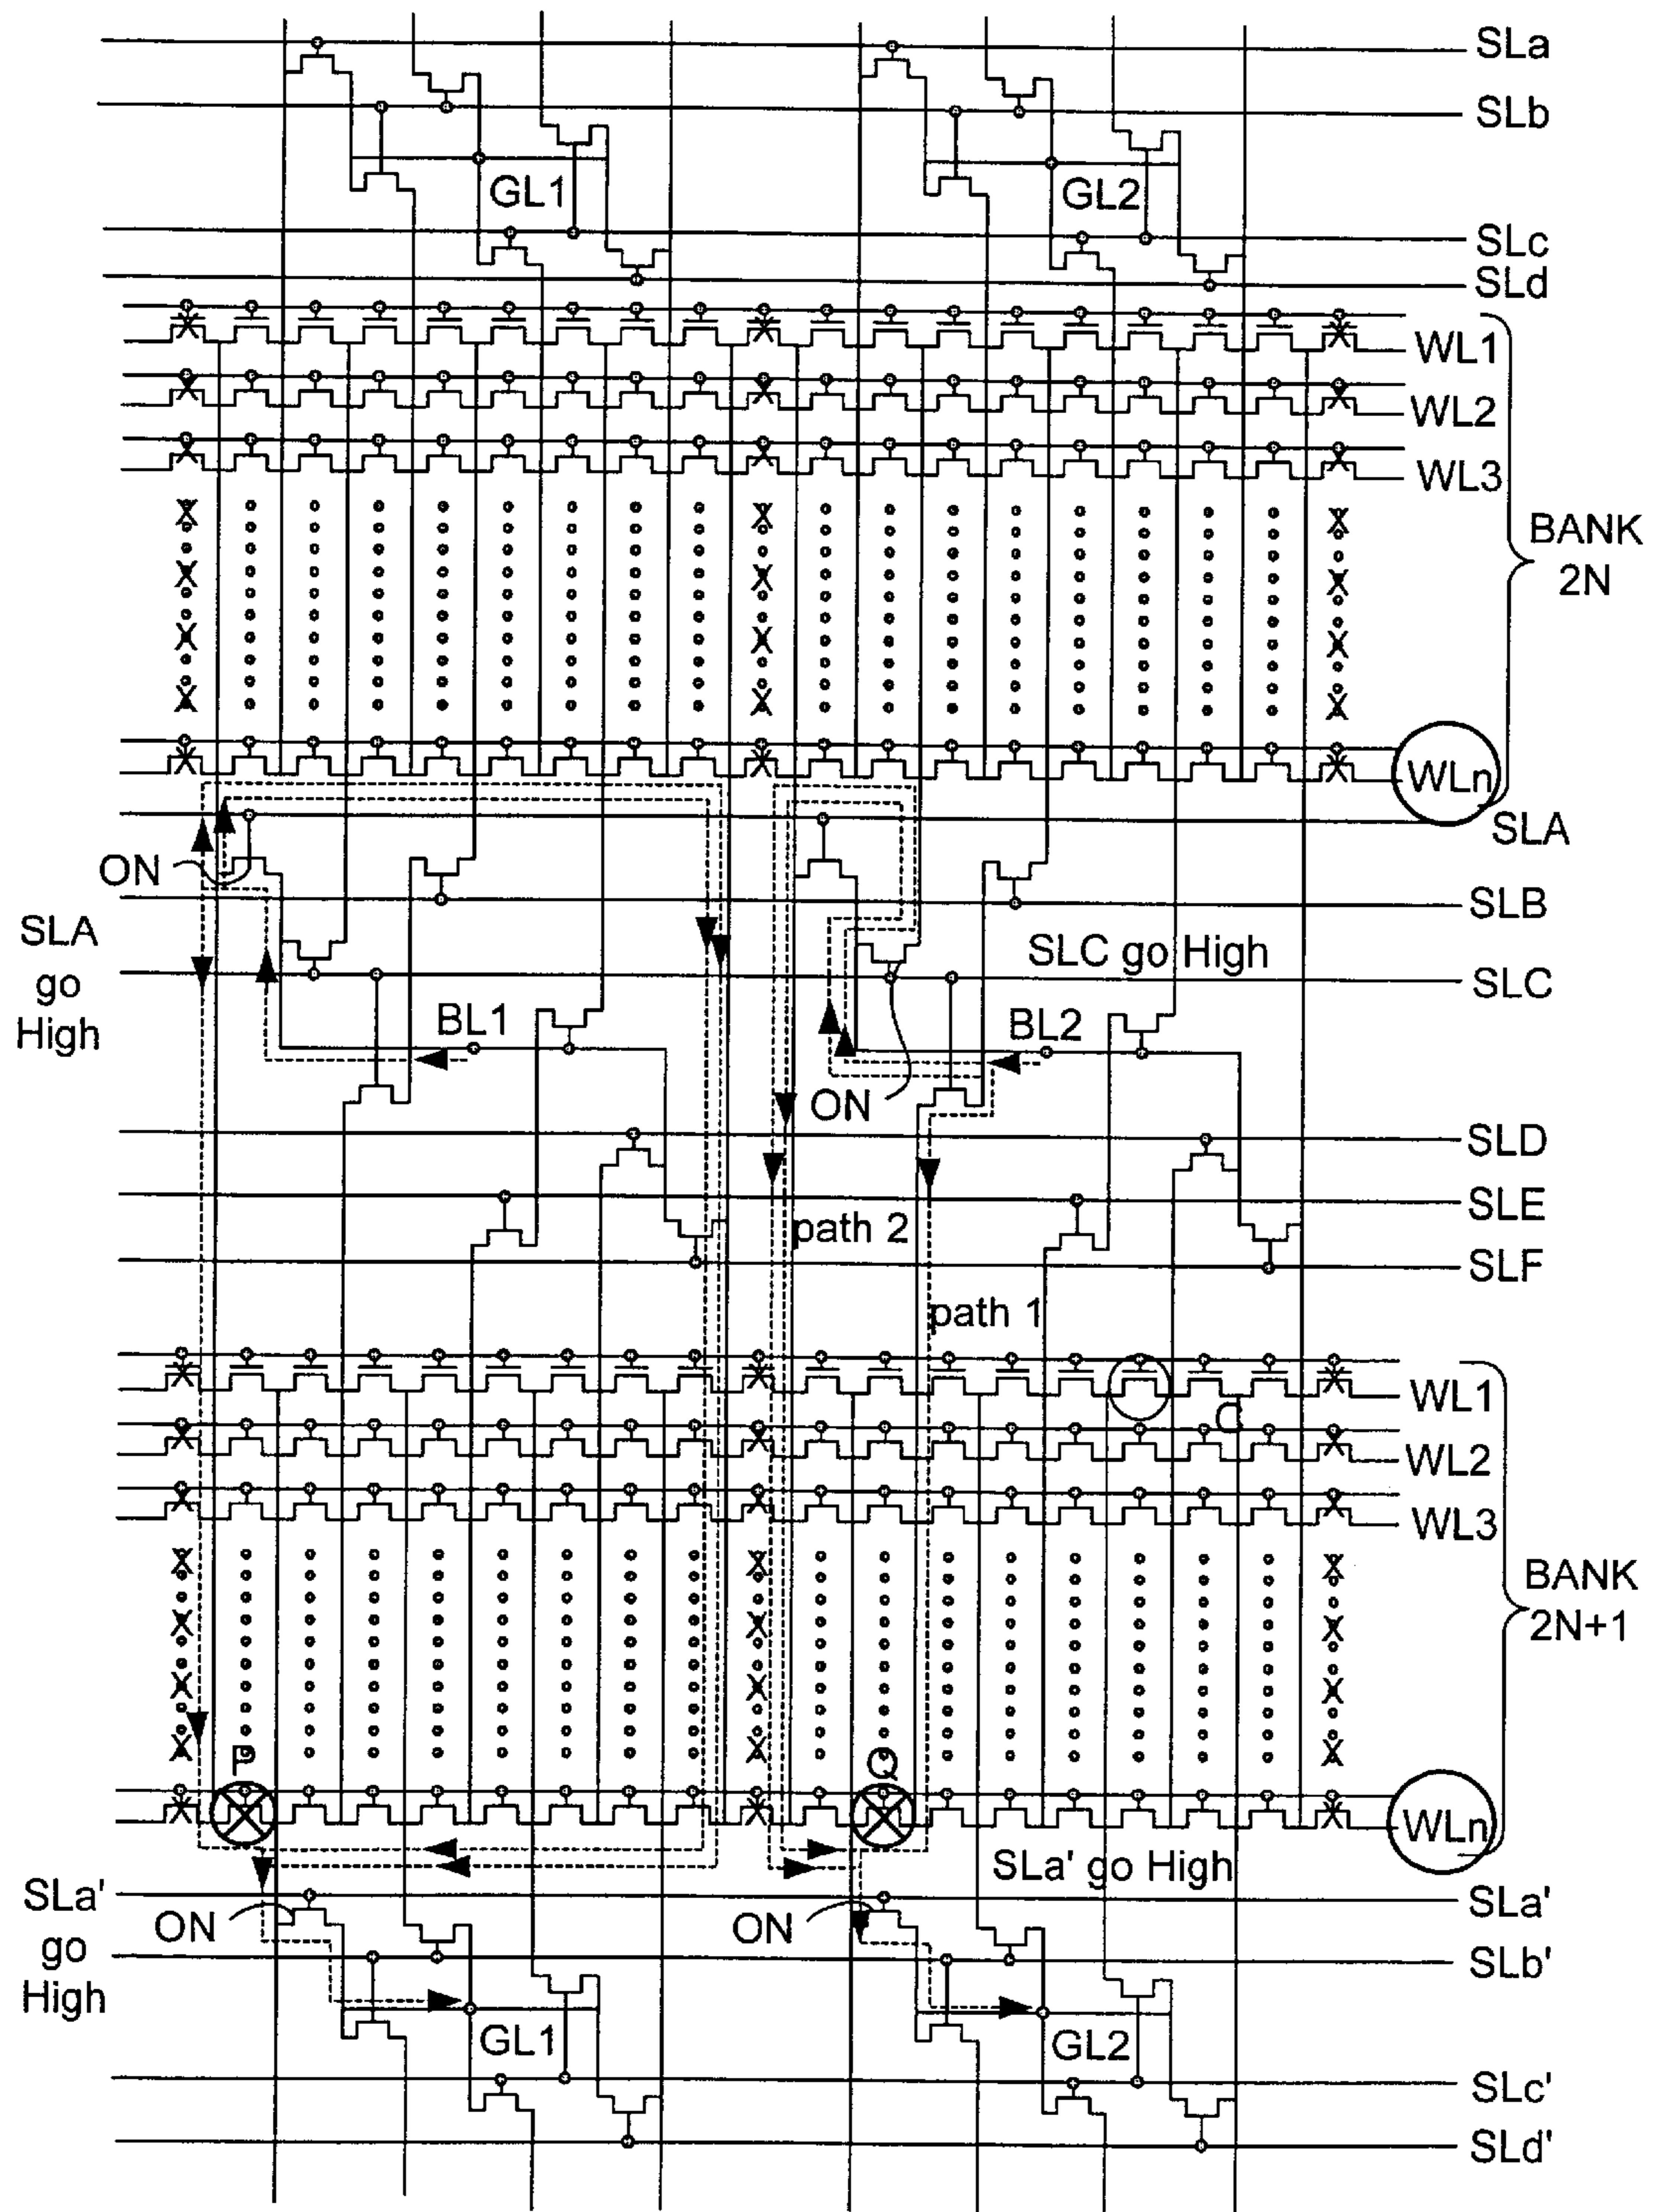 SLa
SLb
GL1
GL2
SLc
SLd
WL1
WL2
WL3
BANK
2N
WLn
SLA
ON
SLB
SLA
go
High
SLC go High
SLC
BL1
BL2
ON
SLD
SLE
path 2
SLF
path 1
WL1
C
WL2
WL3
BANK
2N+1
P
Q
WLn
SLa' go High
SLa'
go
High
SLa'
ON
ON
SLb'
GL1
GL2
SLc'
SLd'